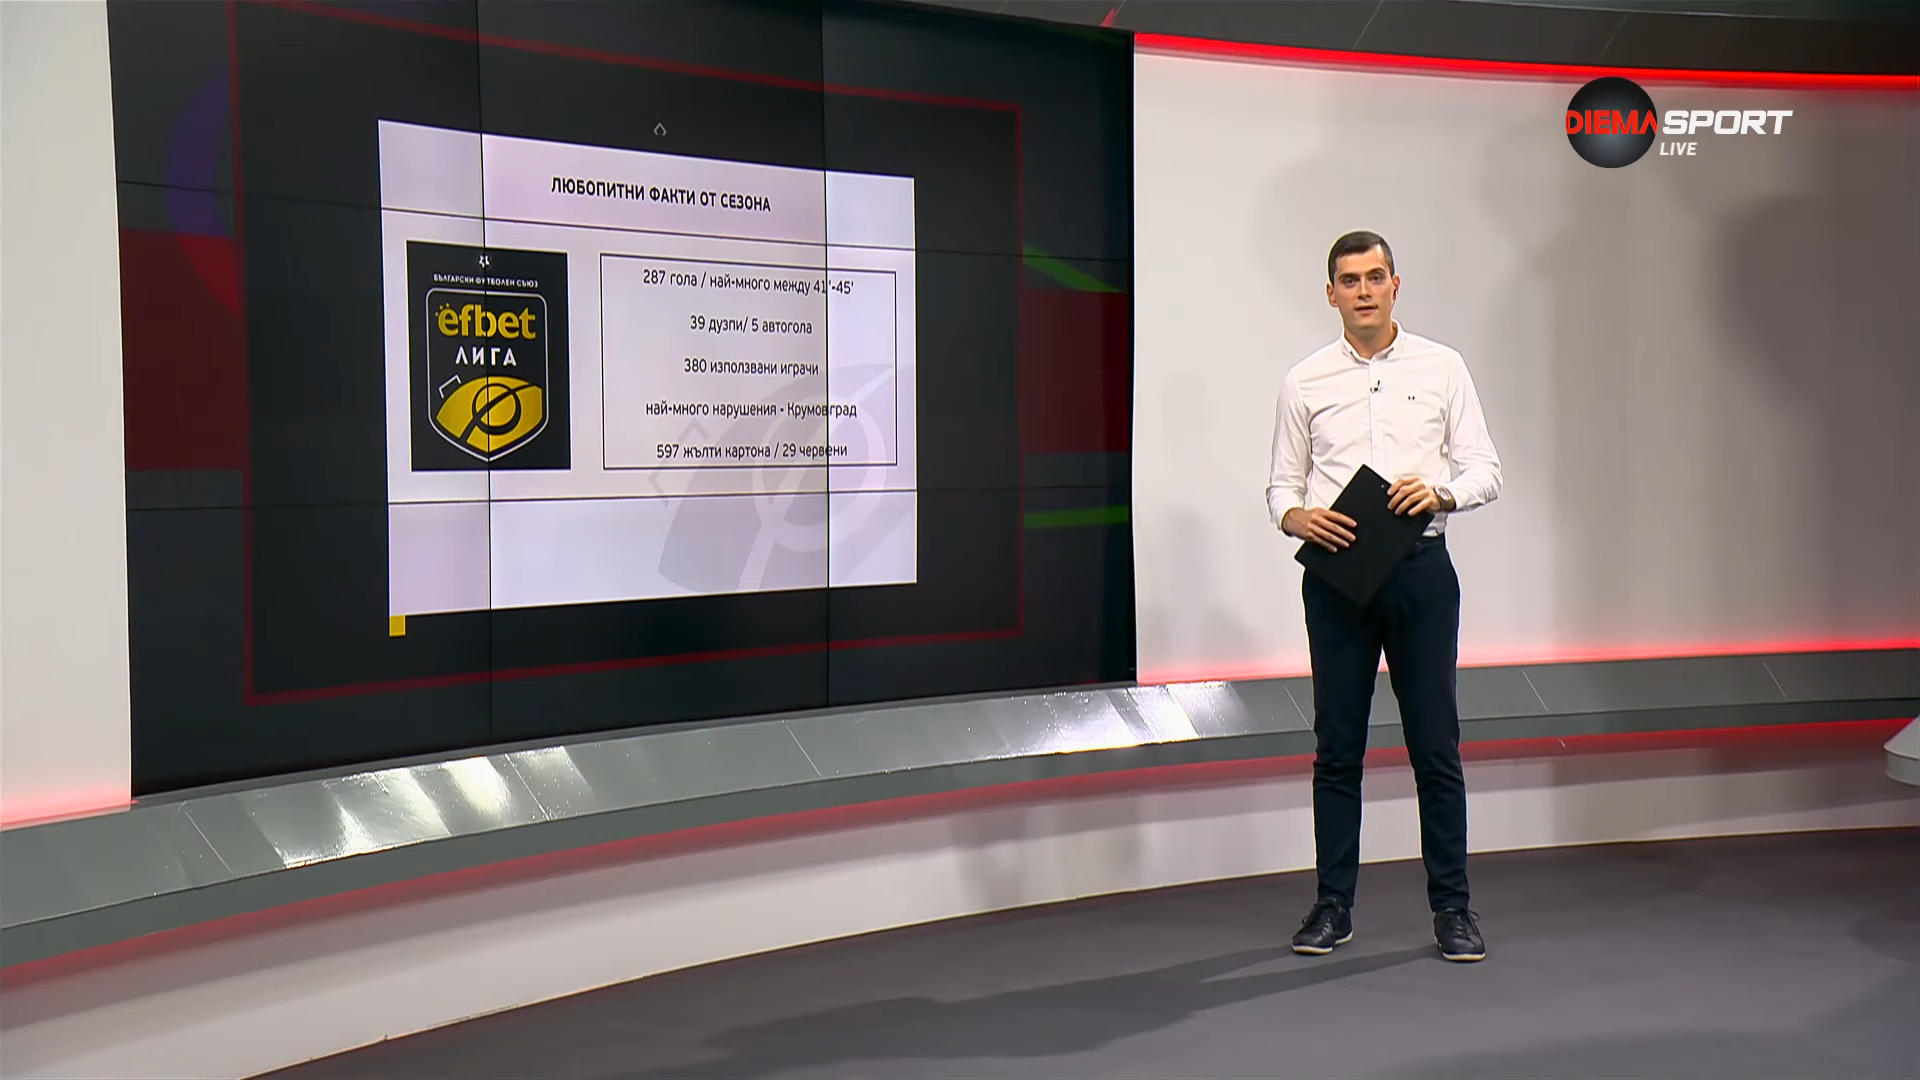 DIEMA SPORT
LIVE
ЛЮБОПИТНИ ФАКТИ ОТ СЕЗОНА
БЪЛГАРСКИ ФУТБОЛЕН СЪЮЗ
efbet
ЛИГА
287 гола / най-много между 41'-45'
39 дузпи/ 5 автогола
380 използвани играчи
най-много нарушения - Крумовград
597 жълти картона / 29 червени